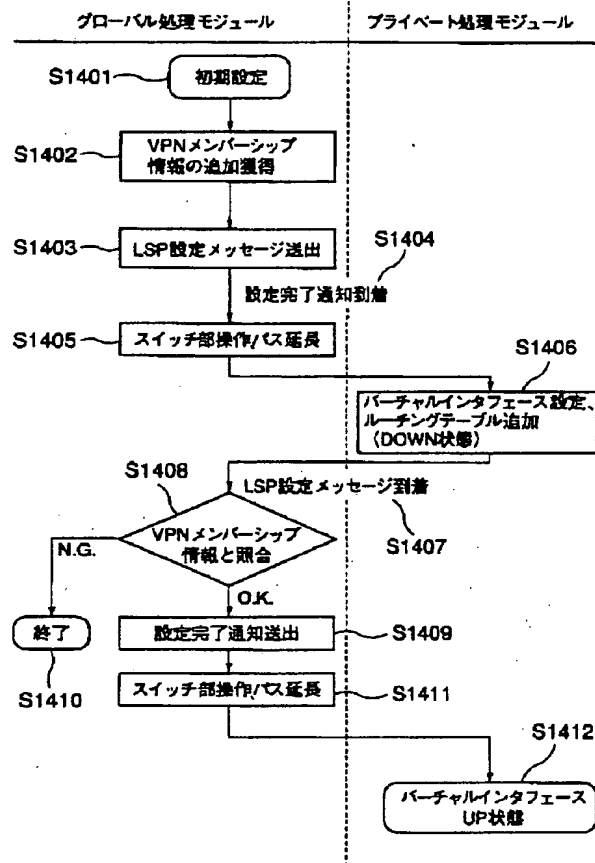 グローバル処理モジュール
プライベート処理モジュール
S1401
初期設定
S1402
VPNメンバーシップ
情報の追加獲得
S1403
LSP設定メッセージ送出
S1404
設定完了通知到着
S1405
スイッチ部操作/パス延長
S1406
バーチャルインタフェース設定、
ルーチングテーブル追加
(DOWN状態)
S1408
LSP設定メッセージ到着
S1407
VPNメンバーシップ
情報と照合
N.G.
O.K.
終了
設定完了通知送出
S1409
S1410
スイッチ部操作/パス延長
S1411
S1412
バーチャルインタフェース
UP状態